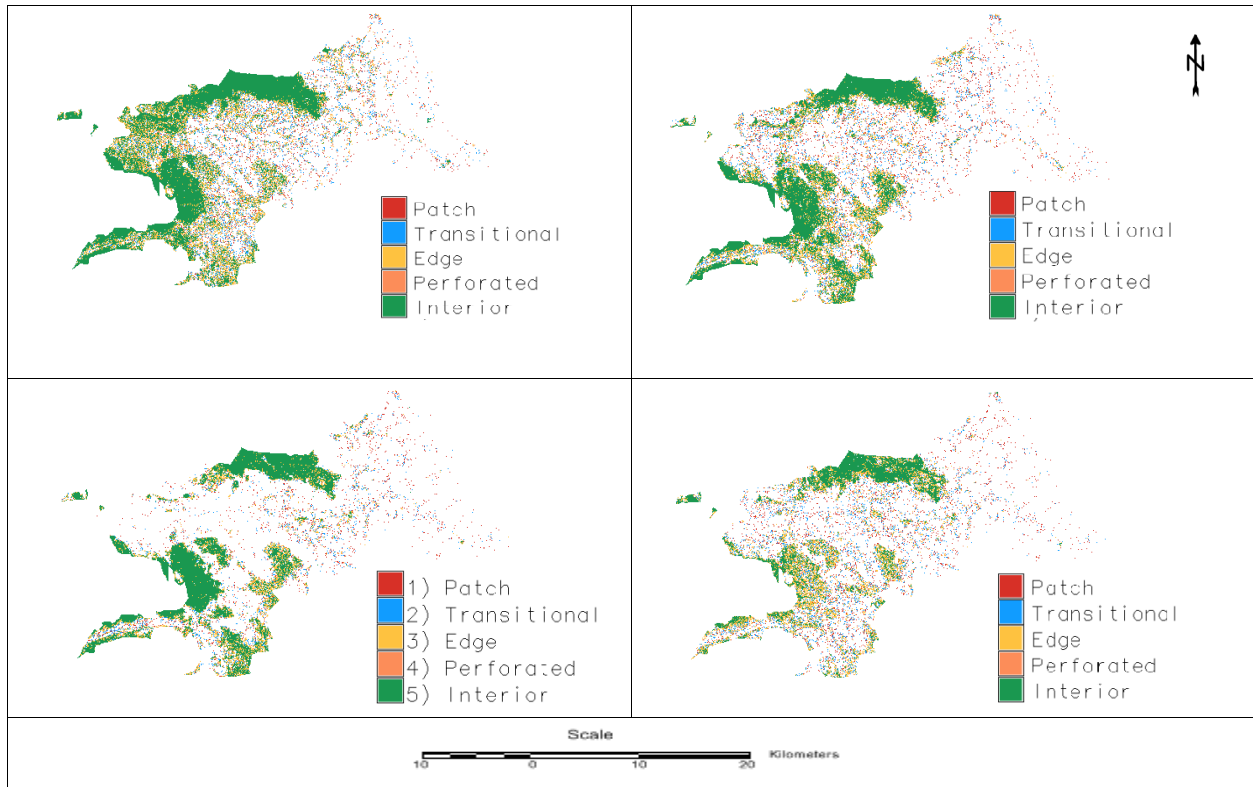 N
Patch
Transitional
Edge
Perforated
Interior
Patch
Transitional
Edge
Perforated
Interior
1) Patch
2) Transitional
3) Edge
4) Perforated
5) Interior
Patch
Transitional
Edge
Perforated
Interior
Scale
10 0 10 20 Kilometers